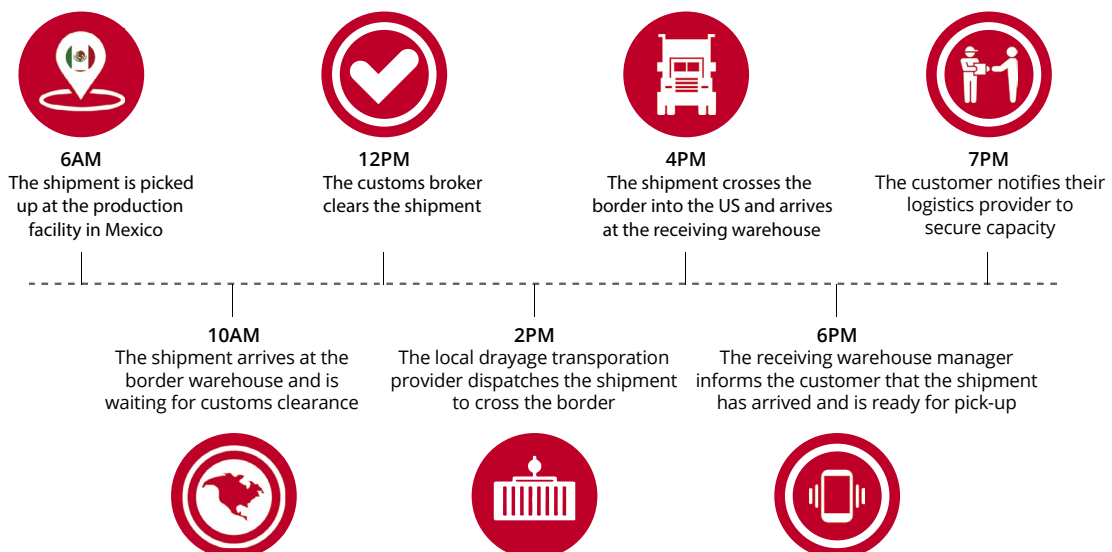 6AM
The shipment is picked
up at the production
facility in Mexico
12PM
The customs broker
clears the shipment
4PM
The shipment crosses the
border into the US and arrives
at the receiving warehouse
7PM
The customer notifies their
logistics provider to
secure capacity
10AM
The shipment arrives at the
border warehouse and is
waiting for customs clearance
2PM
The local drayage transporation
provider dispatches the shipment
to cross the border
6PM
The receiving warehouse manager
informs the customer that the shipment
has arrived and is ready for pick-up